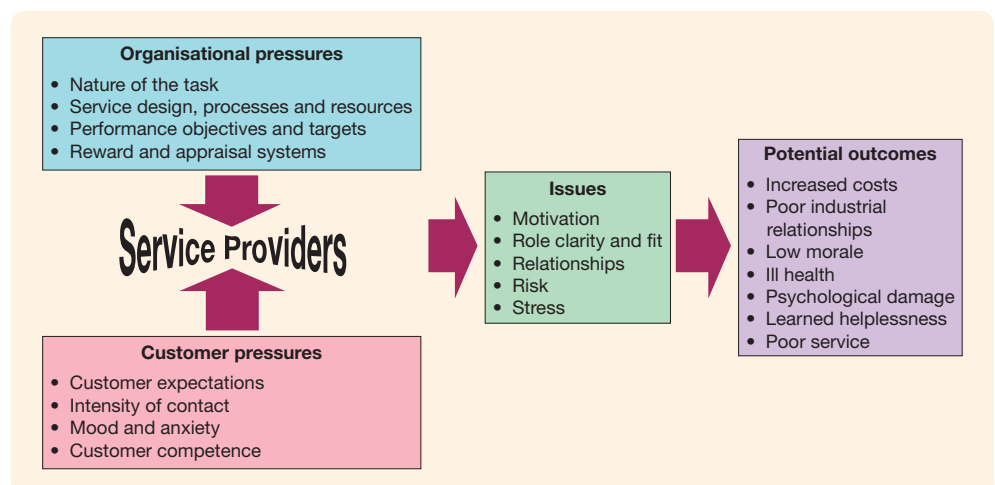 Organisational pressures
• Nature of the task
• Service design, processes and resources
• Performance objectives and targets
• Reward and appraisal systems
Service Providers
Customer pressures
• Customer expectations
• Intensity of contact
• Mood and anxiety
• Customer competence
Issues
• Motivation
• Role clarity and fit
• Relationships
• Risk
• Stress
Potential outcomes
• Increased costs
• Poor industrial
relationships
• Low morale
• Ill health
• Psychological damage
• Learned helplessness
• Poor service